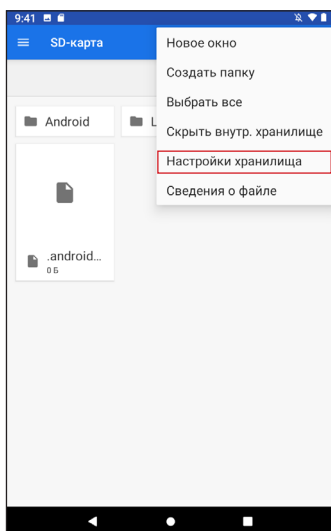 9:41
SD-карта
Новое окно
Создать папку
Выбрать все
Скрыть внутр. хранилище
Настройки хранилища
Сведения о файле
Android
L
.android...
0 Б